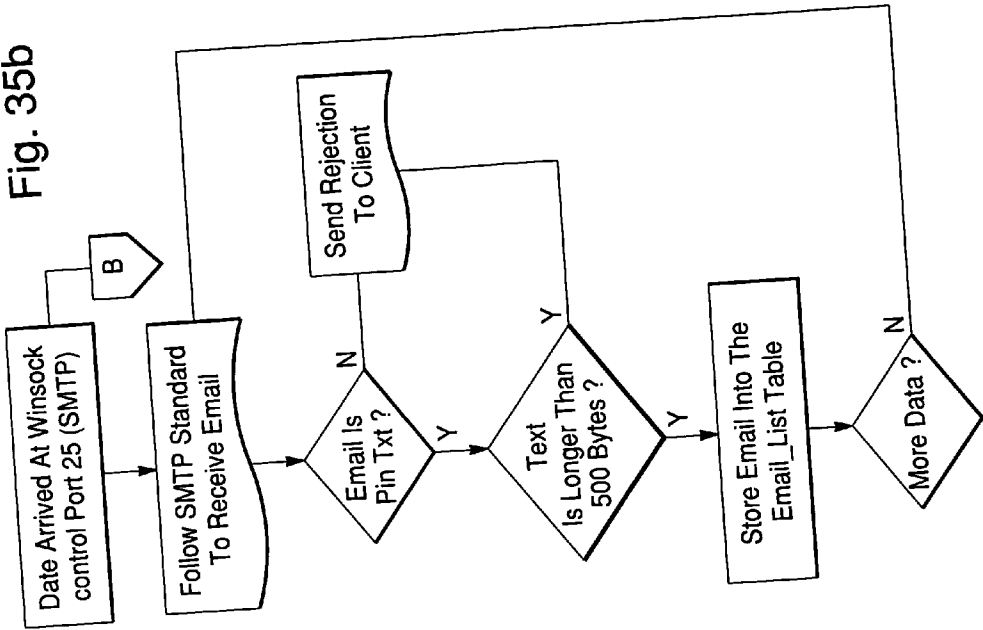 Fig. 35b
Date Arrived At Winsock
control Port 25 (SMTP)
B
Follow SMTP Standard
To Receive Email
Email Is
Pin Txt ?
N
Y
Send Rejection
To Client
Text
Is Longer Than
500 Bytes ?
Y
Y
Store Email Into The
Email_List Table
More Data ?
N